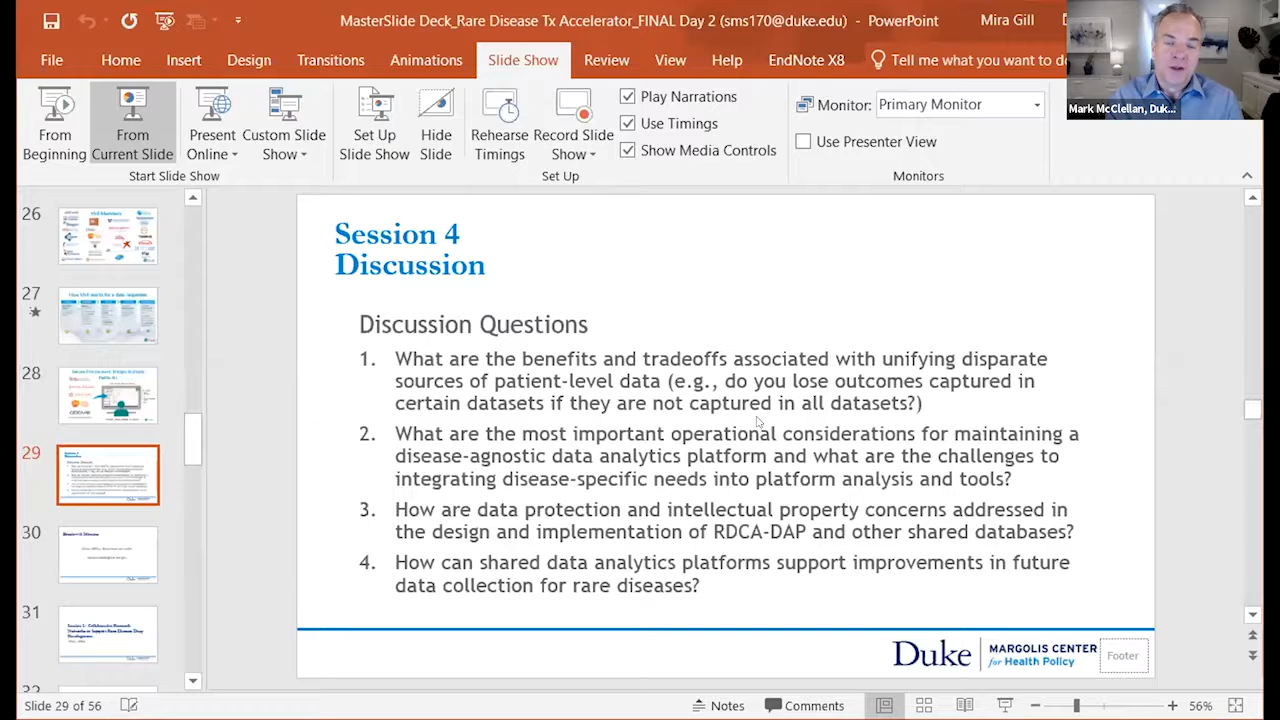 MasterSlide Deck_Rare Disease Tx Accelerator_FINAL Day 2 (sms170@duke.edu) - PowerPoint
Mira Gill
File Home Insert Design Transitions Animations Slide Show Review View Help EndNote X8 Tell me what you want to do
Mark McClellan, Duk...
From Beginning
From Current Slide
Present Online
Custom Slide Show
Start Slide Show
Set Up Slide Show
Hide Slide
Rehearse Timings
Record Slide Show
Play Narrations
Use Timings
Show Media Controls
Set Up
Monitor: Primary Monitor
Use Presenter View
Monitors
26
27
28
29
30
31
Session 4
Discussion
Discussion Questions
1. What are the benefits and tradeoffs associated with unifying disparate
sources of patient-level data (e.g., do you lose outcomes captured in
certain datasets if they are not captured in all datasets?)
2. What are the most important operational considerations for maintaining a
disease-agnostic data analytics platform and what are the challenges to
integrating disease-specific needs into platform analysis and tools?
3. How are data protection and intellectual property concerns addressed in
the design and implementation of RDCA-DAP and other shared databases?
4. How can shared data analytics platforms support improvements in future
data collection for rare diseases?
Duke MARGOLIS CENTER
for Health Policy
Footer
Slide 29 of 56
Notes
Comments
56%